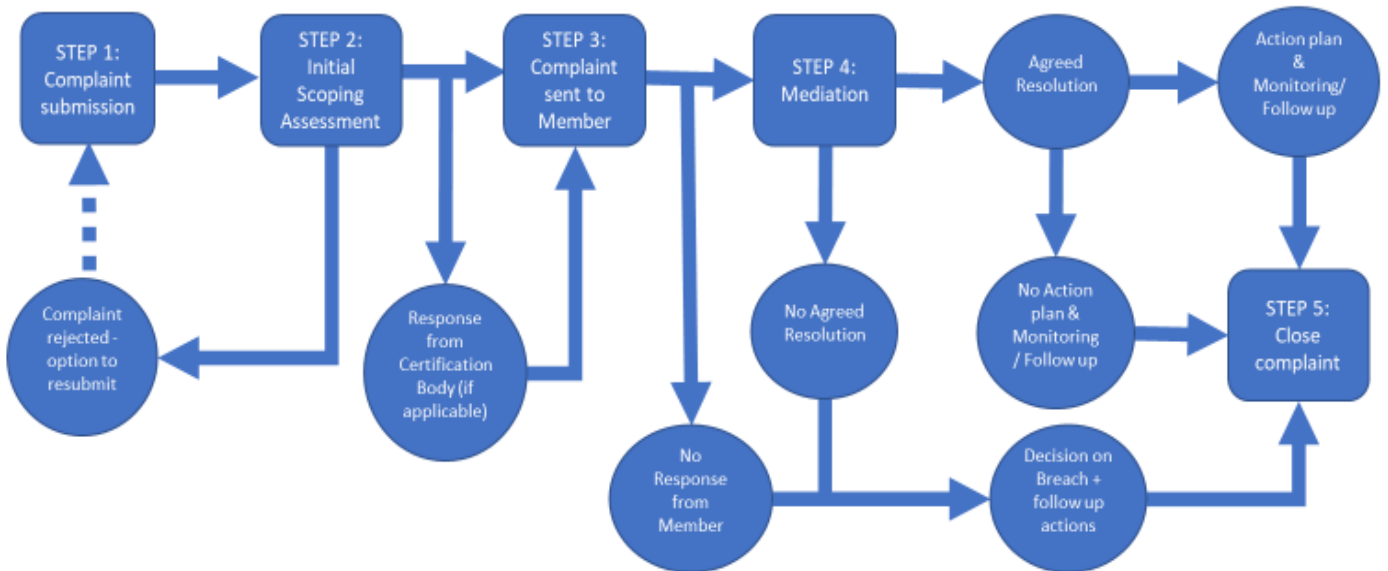 STEP 1:
Complaint
submission
STEP 2:
Initial
Scoping
Assessment
STEP 3:
Complaint
sent to
Member
STEP 4:
Mediation
Agreed
Resolution
Action plan
&
Monitoring/
Follow up
Complaint
rejected -
option to
resubmit
Response
from
Certification
Body (if
applicable)
No Agreed
Resolution
No Action
plan &
Monitoring
/ Follow up
STEP 5:
Close
complaint
No
Response
from
Member
Decision on
Breach +
follow up
actions